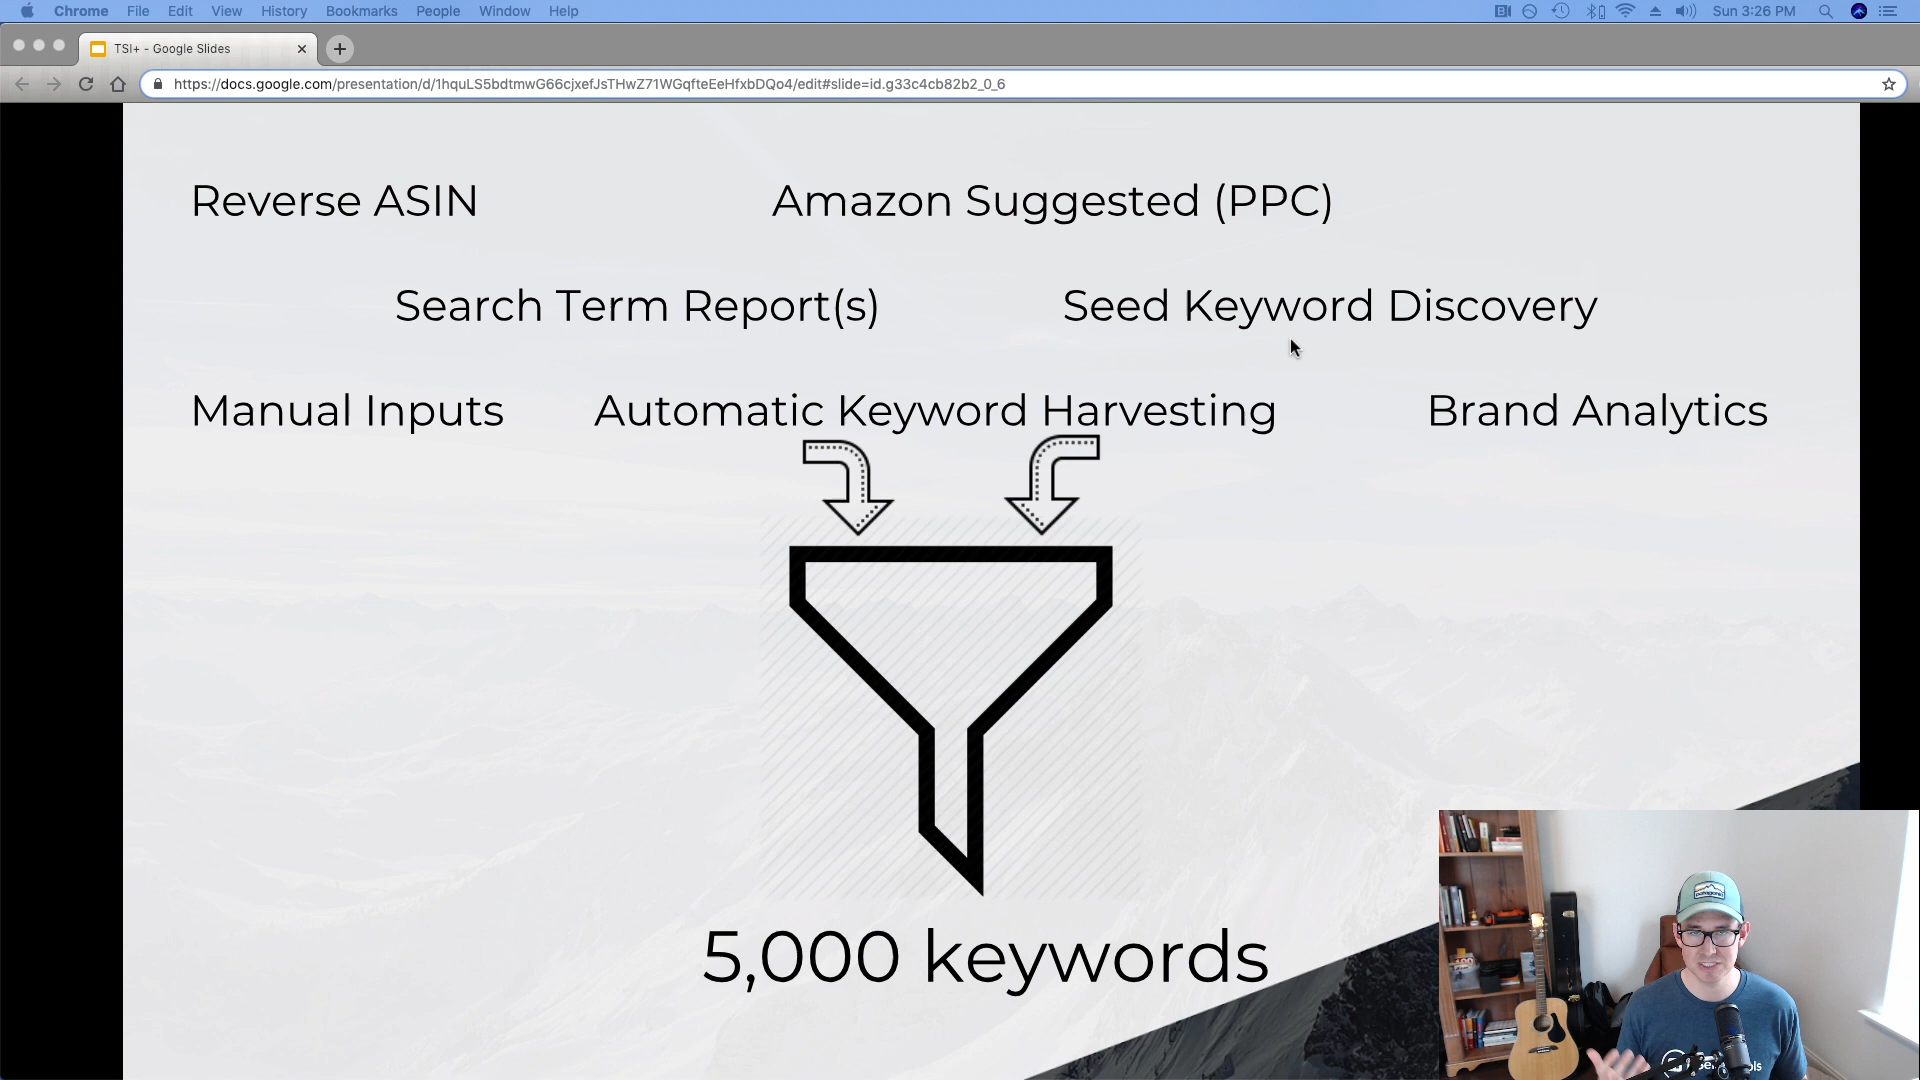 Chrome File Edit View History Bookmarks People Window Help Sun 3:26 PM
TSI+ - Google Slides
https://docs.google.com/presentation/d/1hquLS5bdtmwG66cjxefJsTHwZ71WGqfteEeHfxbDQo4/edit#slide=id.g33c4cb82b2_0_6
Reverse ASIN Amazon Suggested (PPC)
Search Term Report(s) Seed Keyword Discovery
Manual Inputs Automatic Keyword Harvesting Brand Analytics
5,000 keywords
patagonia